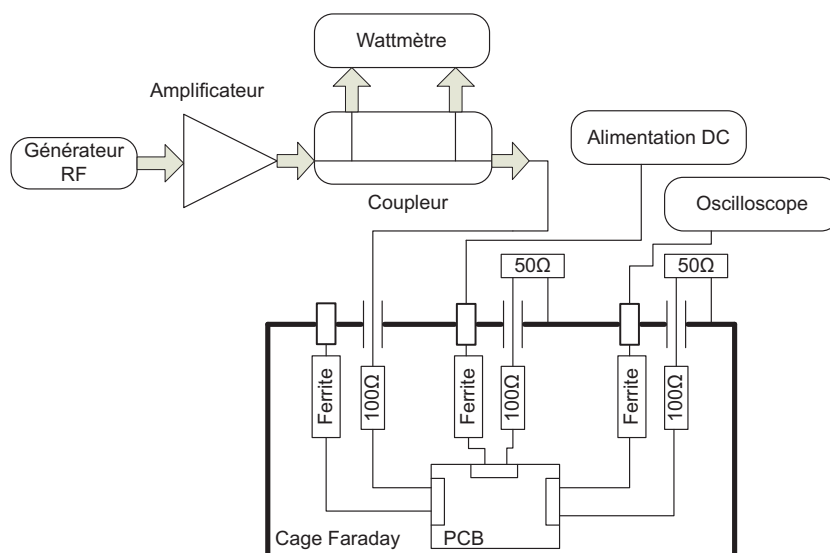 Wattmètre
Amplificateur
Générateur
RF
Alimentation DC
Coupleur
Oscilloscope
50Ω
50Ω
Ferrite
100Ω
Ferrite
100Ω
Ferrite
100Ω
Cage Faraday
PCB